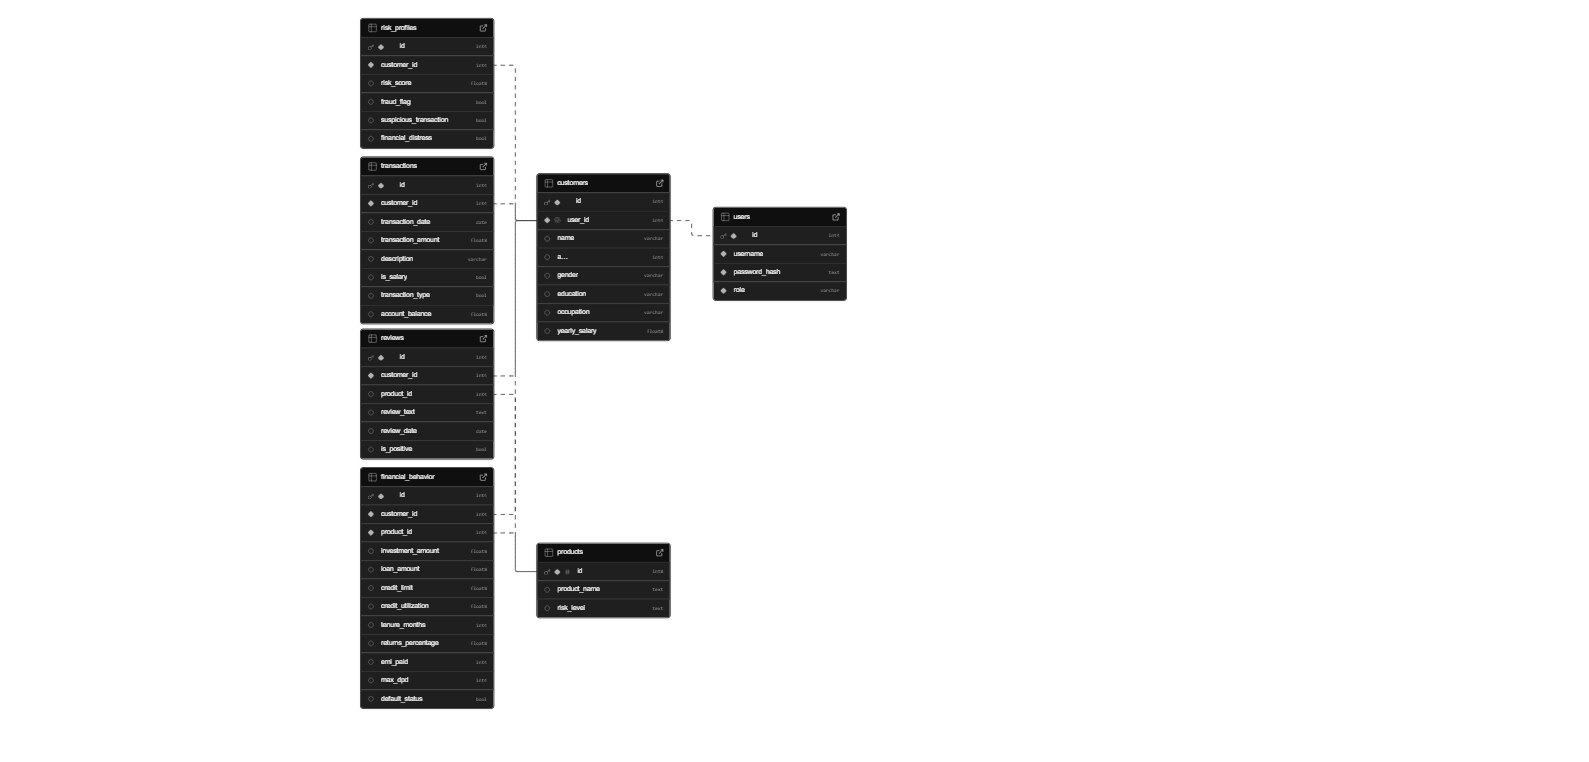 risk_profiles
id int4
customer_id int4
risk_score float8
fraud_flag bool
suspicious_transaction bool
financial_distress bool
transactions
id int4
customer_id int4
transaction_date date
transaction_amount float8
description varchar
is_salary bool
transaction_type bool
account_balance float8
reviews
id int4
customer_id int4
product_id int4
review_text text
review_date date
is_positive bool
financial_behavior
id int4
customer_id int4
product_id int4
investment_amount float8
loan_amount float8
credit_limit float8
credit_utilization float8
tenure_months int4
returns_percentage float8
emi_paid int4
max_dpd int4
default_status bool
customers
id int4
user_id int4
name varchar
a... int4
gender varchar
education varchar
occupation varchar
yearly_salary float8
products
id
product_name text
risk_level text
users
id int4
username varchar
password_hash text
role varchar